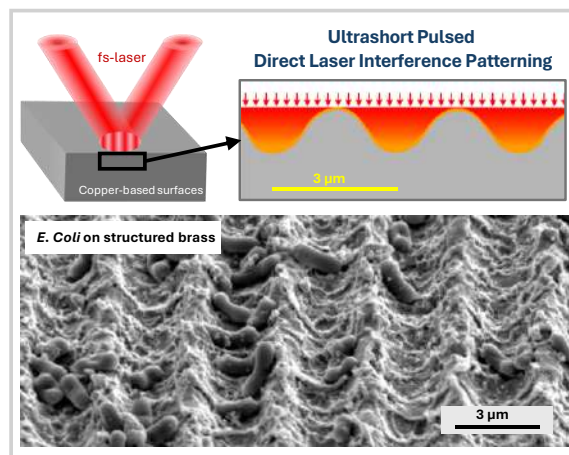 Ultrashort Pulsed
Direct Laser Interference Patterning
fs-laser
Copper-based surfaces
3 µm
E. Coli on structured brass
3 µm